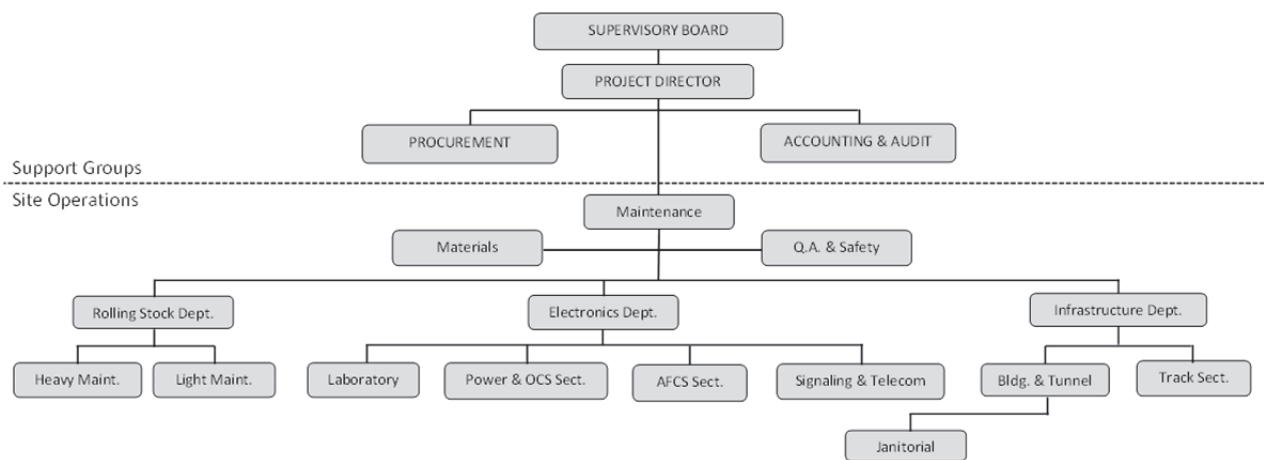 SUPERVISORY BOARD
PROJECT DIRECTOR
PROCUREMENT
ACCOUNTING & AUDIT
Support Groups
Site Operations
Maintenance
Materials
Q.A. & Safety
Rolling Stock Dept.
Electronics Dept.
Infrastructure Dept.
Heavy Maint.
Light Maint.
Laboratory
Power & OCS Sect.
AFCS Sect.
Signaling & Telecom
Bldg. & Tunnel
Track Sect.
Janitorial